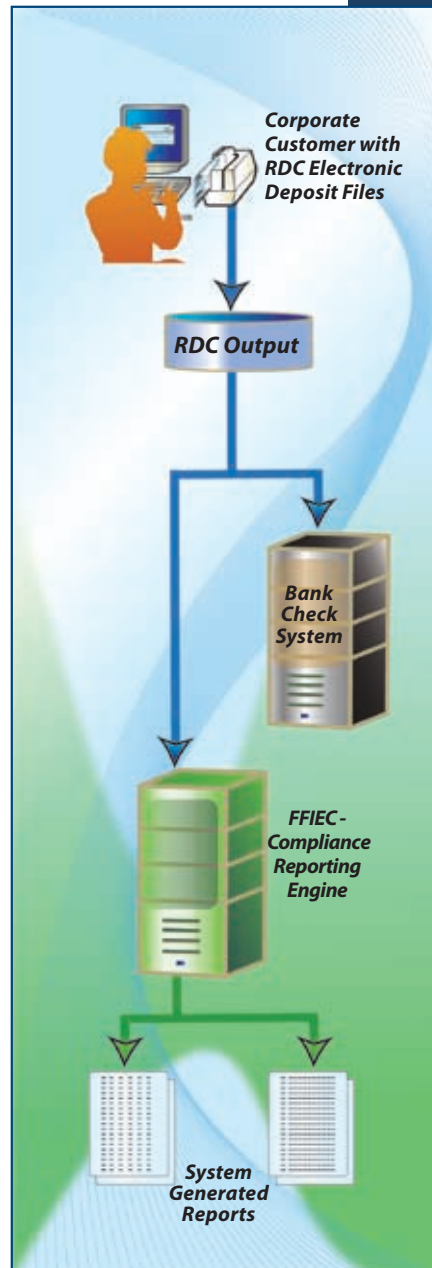 Corporate
Customer with
RDC Electronic
Deposit Files
RDC Output
Bank
Check
System
FFIEC -
Compliance
Reporting
Engine
System
Generated
Reports